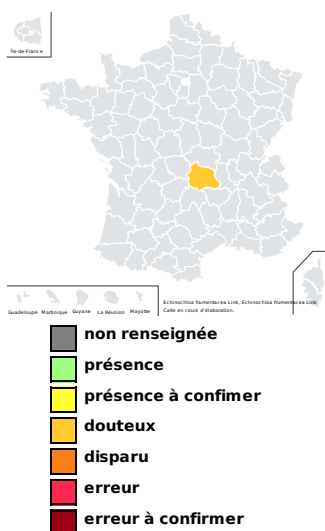 Île-de-France
Guadeloupe Martinique Guyane La Réunion Mayotte
Echinochloa frumentacea Link, Echinochloa frumentacea Link
Carte en cours d'élaboration.
non renseignée
présence
présence à confimer
douteux
disparu
erreur
erreur à confirmer